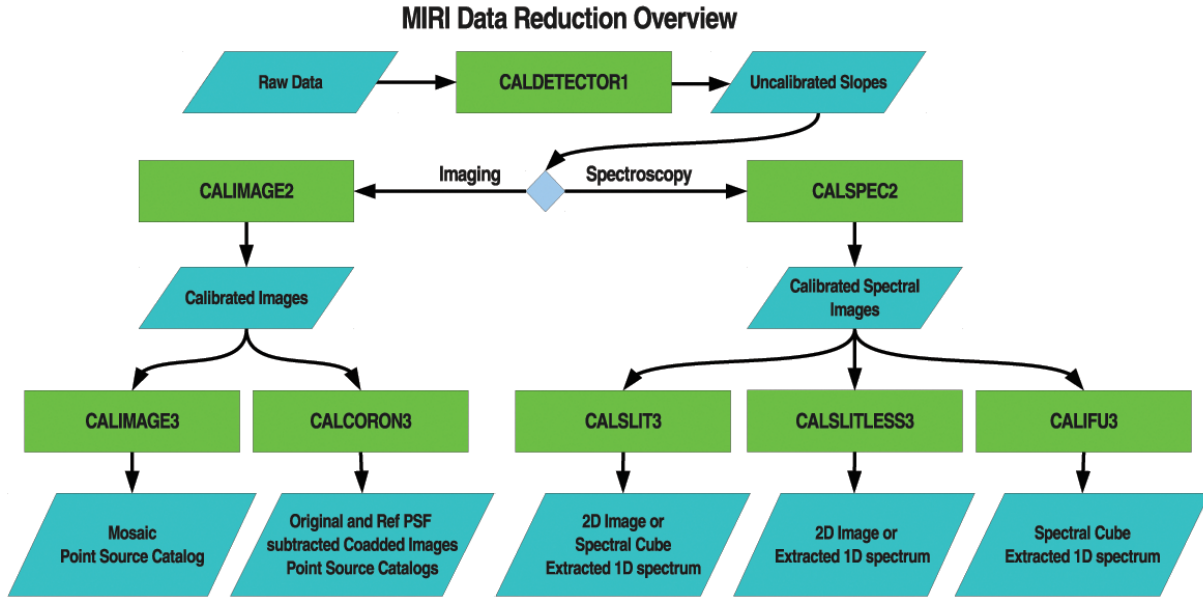 MIRI Data Reduction Overview
Raw Data
CALDETECTOR1
Uncalibrated Slopes
Imaging
Spectroscopy
CALIMAGE2
CALSPEC2
Calibrated Images
Calibrated Spectral
Images
CALIMAGE3
CALCORON3
CALSLIT3
CALSLITLESS3
CALIFU3
Mosaic
Point Source Catalog
Original and Ref PSF
subtracted Coadded Images
Point Source Catalogs
2D Image or
Spectral Cube
Extracted 1D spectrum
2D Image or
Extracted 1D spectrum
Spectral Cube
Extracted 1D spectrum